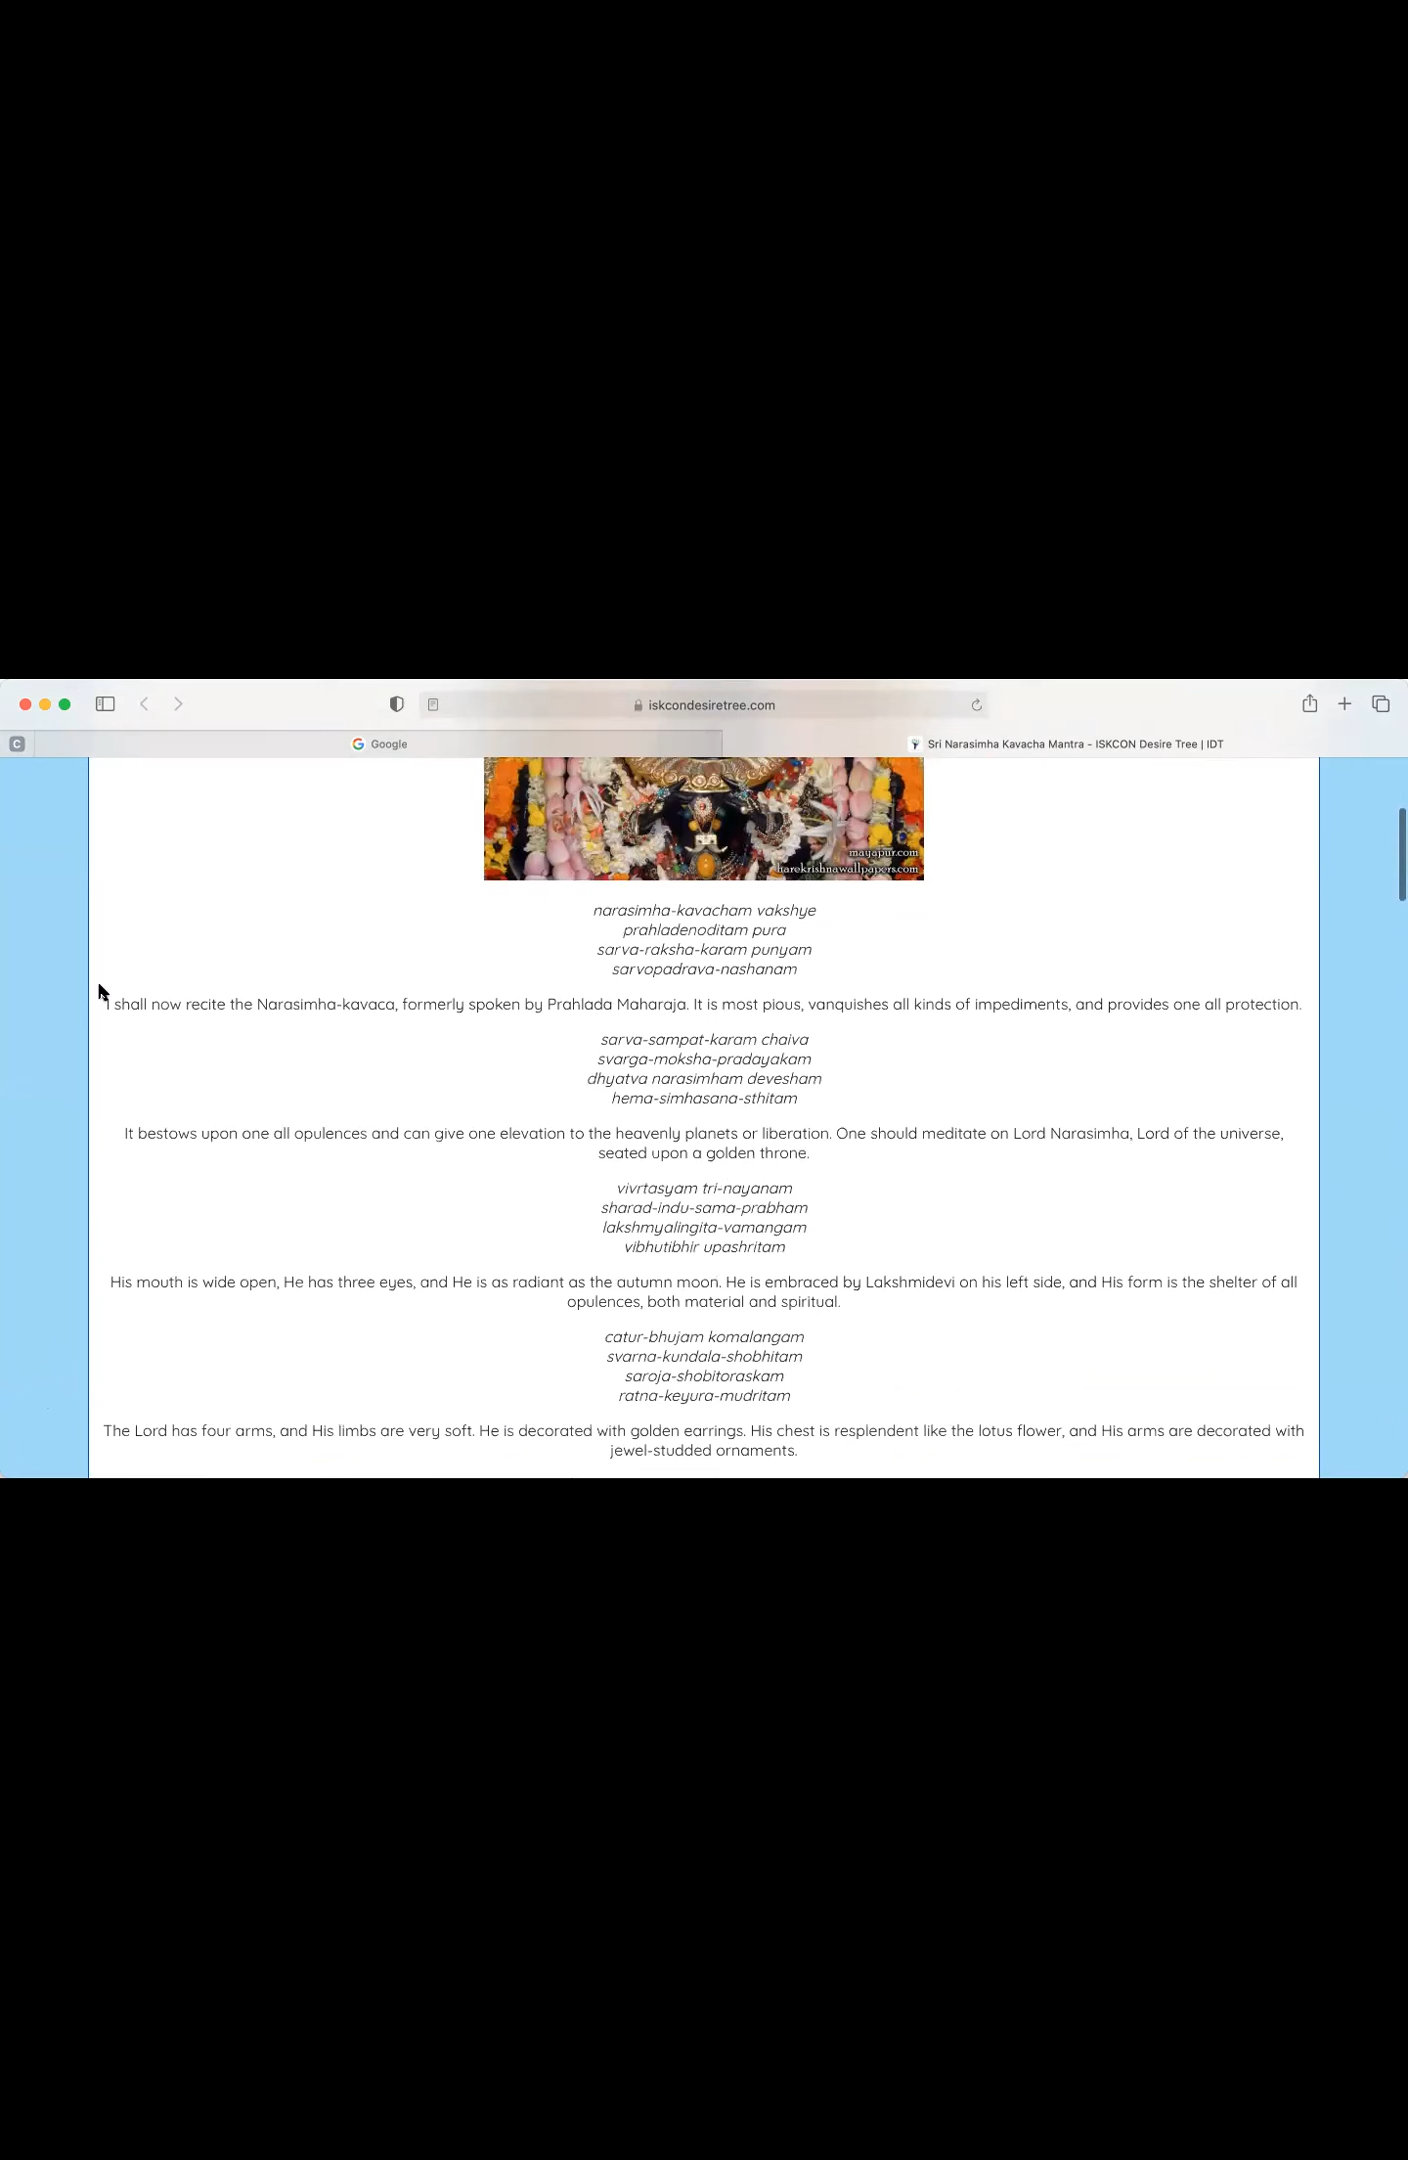 iskcondesiretree.com
C
Google
Sri Narasimha Kavacha Mantra - ISKCON Desire Tree | IDT
mayapur.com
harekrishnawallpapers.com
narasimha-kavacham vakshye
prahladenoditam pura
sarva-raksha-karam punyam
sarvopadrava-nashanam
I shall now recite the Narasimha-kavaca, formerly spoken by Prahlada Maharaja. It is most pious, vanquishes all kinds of impediments, and provides one all protection.
sarva-sampat-karam chaiva
svarga-moksha-pradayakam
dhyatva narasimham devesham
hema-simhasana-sthitam
It bestows upon one all opulences and can give one elevation to the heavenly planets or liberation. One should meditate on Lord Narasimha, Lord of the universe,
seated upon a golden throne.
vivrtasyam tri-nayanam
sharad-indu-sama-prabham
lakshmyalingita-vamangam
vibhutibhir upashritam
His mouth is wide open, He has three eyes, and He is as radiant as the autumn moon. He is embraced by Lakshmidevi on his left side, and His form is the shelter of all
opulences, both material and spiritual.
catur-bhujam komalangam
svarna-kundala-shobhitam
saroja-shobitoraskam
ratna-keyura-mudritam
The Lord has four arms, and His limbs are very soft. He is decorated with golden earrings. His chest is resplendent like the lotus flower, and His arms are decorated with
jewel-studded ornaments.